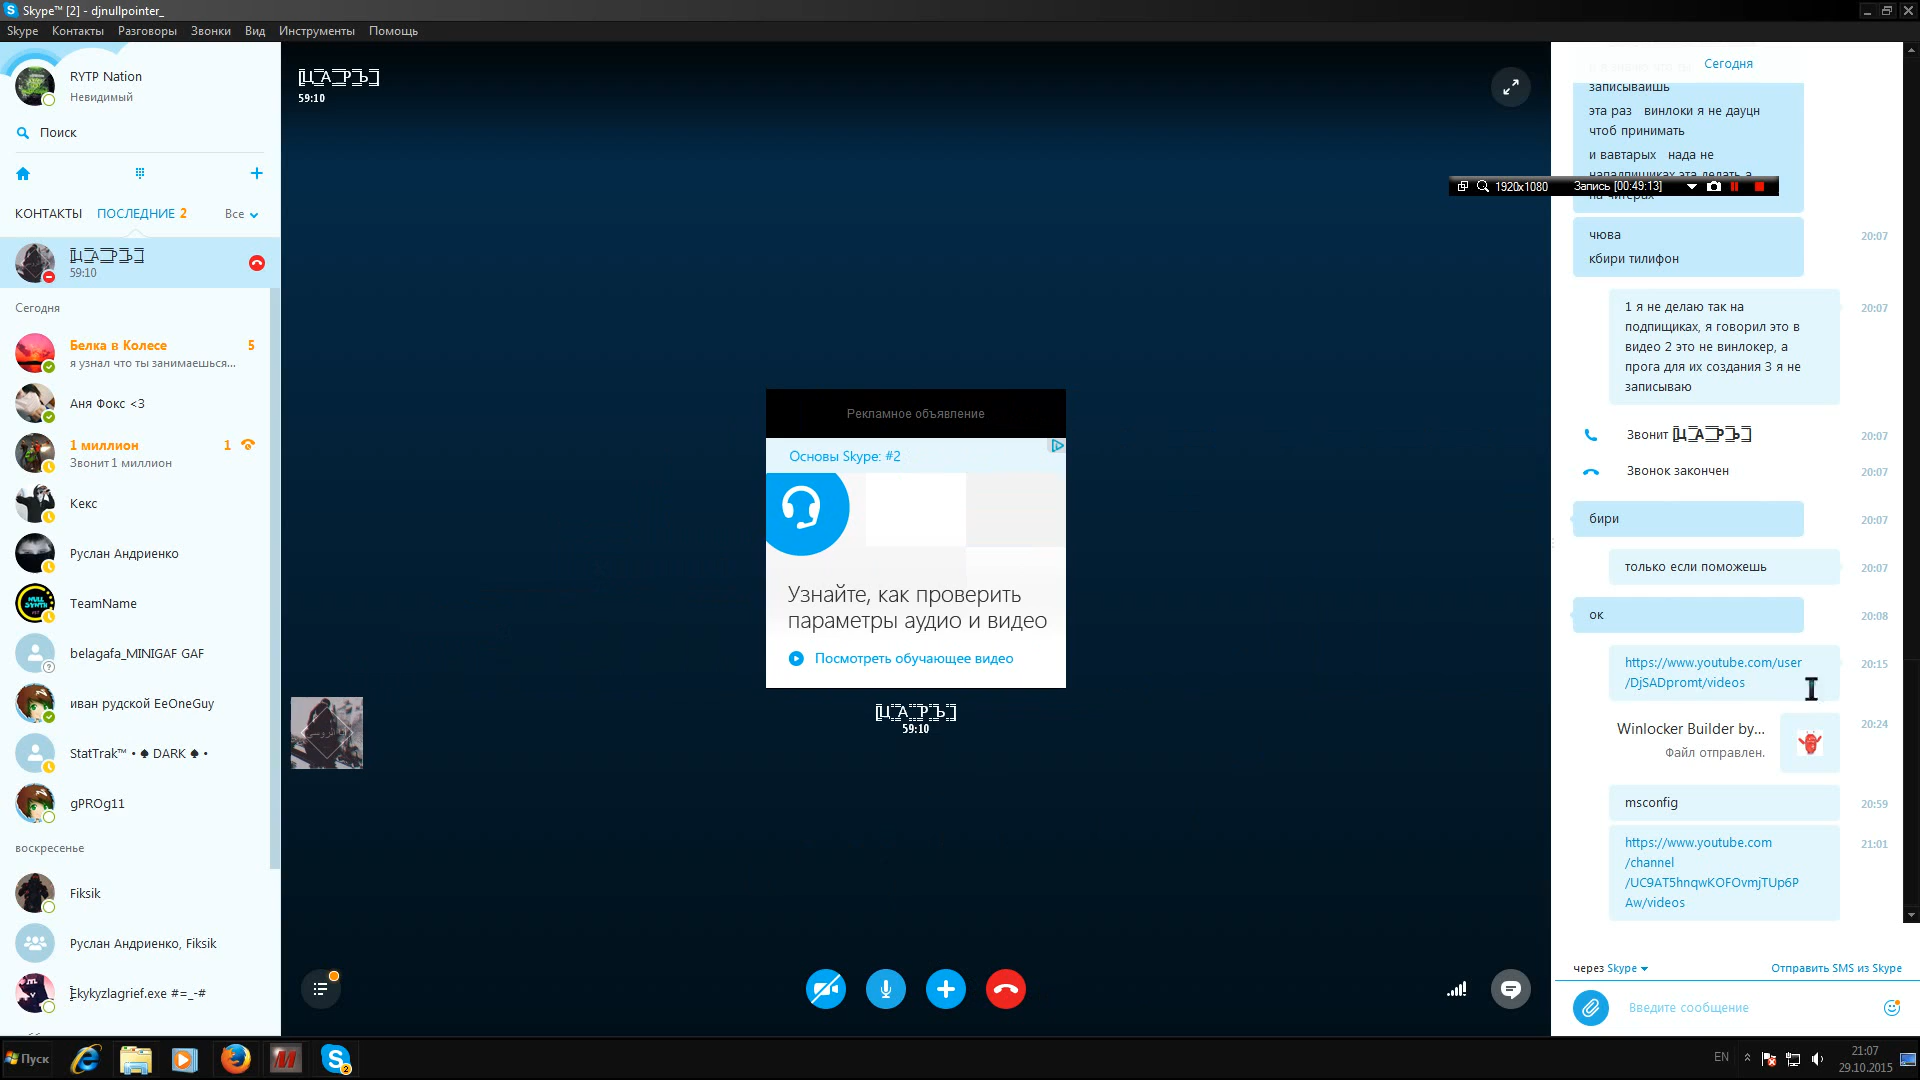 Skype™ [2] - djnullpointer_
Skype Контакты Разговоры Звонки Вид Инструменты Помощь
RYTP Nation
Невидимый
Поиск
КОНТАКТЫ ПОСЛЕДНИЕ 2 Все
[Ц А Р Ъ]
59:10
Сегодня
Белка в Колесе 5
я узнал что ты занимаешься...
Аня Фокс <3
1 миллион 1
Звонит 1 миллион
Кекс
Руслан Андриенко
TeamName
belagafa_MINIGAF GAF
иван рудской EeOneGuy
StatTrak™ • ♠ DARK ♠ •
gPROg11
воскресенье
Fiksik
Руслан Андриенко, Fiksik
Ekykyzlagrief.exe #=_-#
[Ц А Р Ъ]
59:10
Рекламное объявление
Основы Skype: #2
Узнайте, как проверить
параметры аудио и видео
Посмотреть обучающее видео
[Ц А Р Ъ]
59:10
Сегодня
записываишь
эта раз винлоки я не дауцн
чтоб принимать
и вавтарых нада не
напдпищиках эта делать а
на читерах
1920x1080 Запись [00:49:13]
чюва 20:07
кбири тилифон
1 я не делаю так на 20:07
подпищиках, я говорил это в
видео 2 это не винлокер, а
прога для их создания 3 я не
записываю
Звонит [Ц А Р Ъ] 20:07
Звонок закончен 20:07
бири 20:07
только если поможешь 20:07
ок 20:08
https://www.youtube.com/user 20:15
/DjSADpromt/videos
Winlocker Builder by... 20:24
Файл отправлен.
msconfig 20:59
https://www.youtube.com 21:01
/channel
/UC9AT5hnqwKOFOvmjTUp6P
Aw/videos
через Skype Отправить SMS из Skype
Введите сообщение
Пуск
2
EN
21:07
29.10.2015